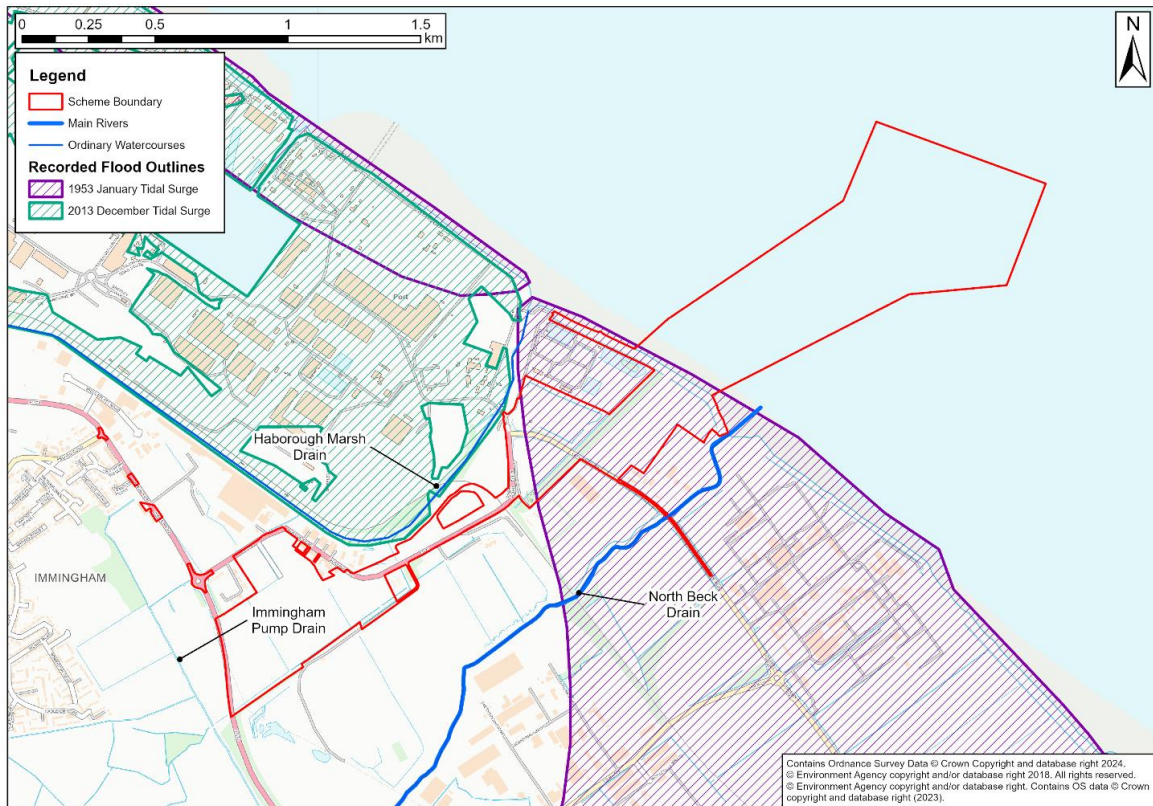 0 0.25 0.5 1 1.5
km
N
Legend
Scheme Boundary
Main Rivers
Ordinary Watercourses
Recorded Flood Outlines
1953 January Tidal Surge
2013 December Tidal Surge
Port
Haborough Marsh
Drain
IMMINGHAM
Immingham
Pump Drain
North Beck
Drain
Contains Ordnance Survey Data © Crown Copyright and database right 2024.
© Environment Agency copyright and/or database right 2018. All rights reserved.
© Environment Agency copyright and/or database right. Contains OS data © Crown
copyright and database right (2023).